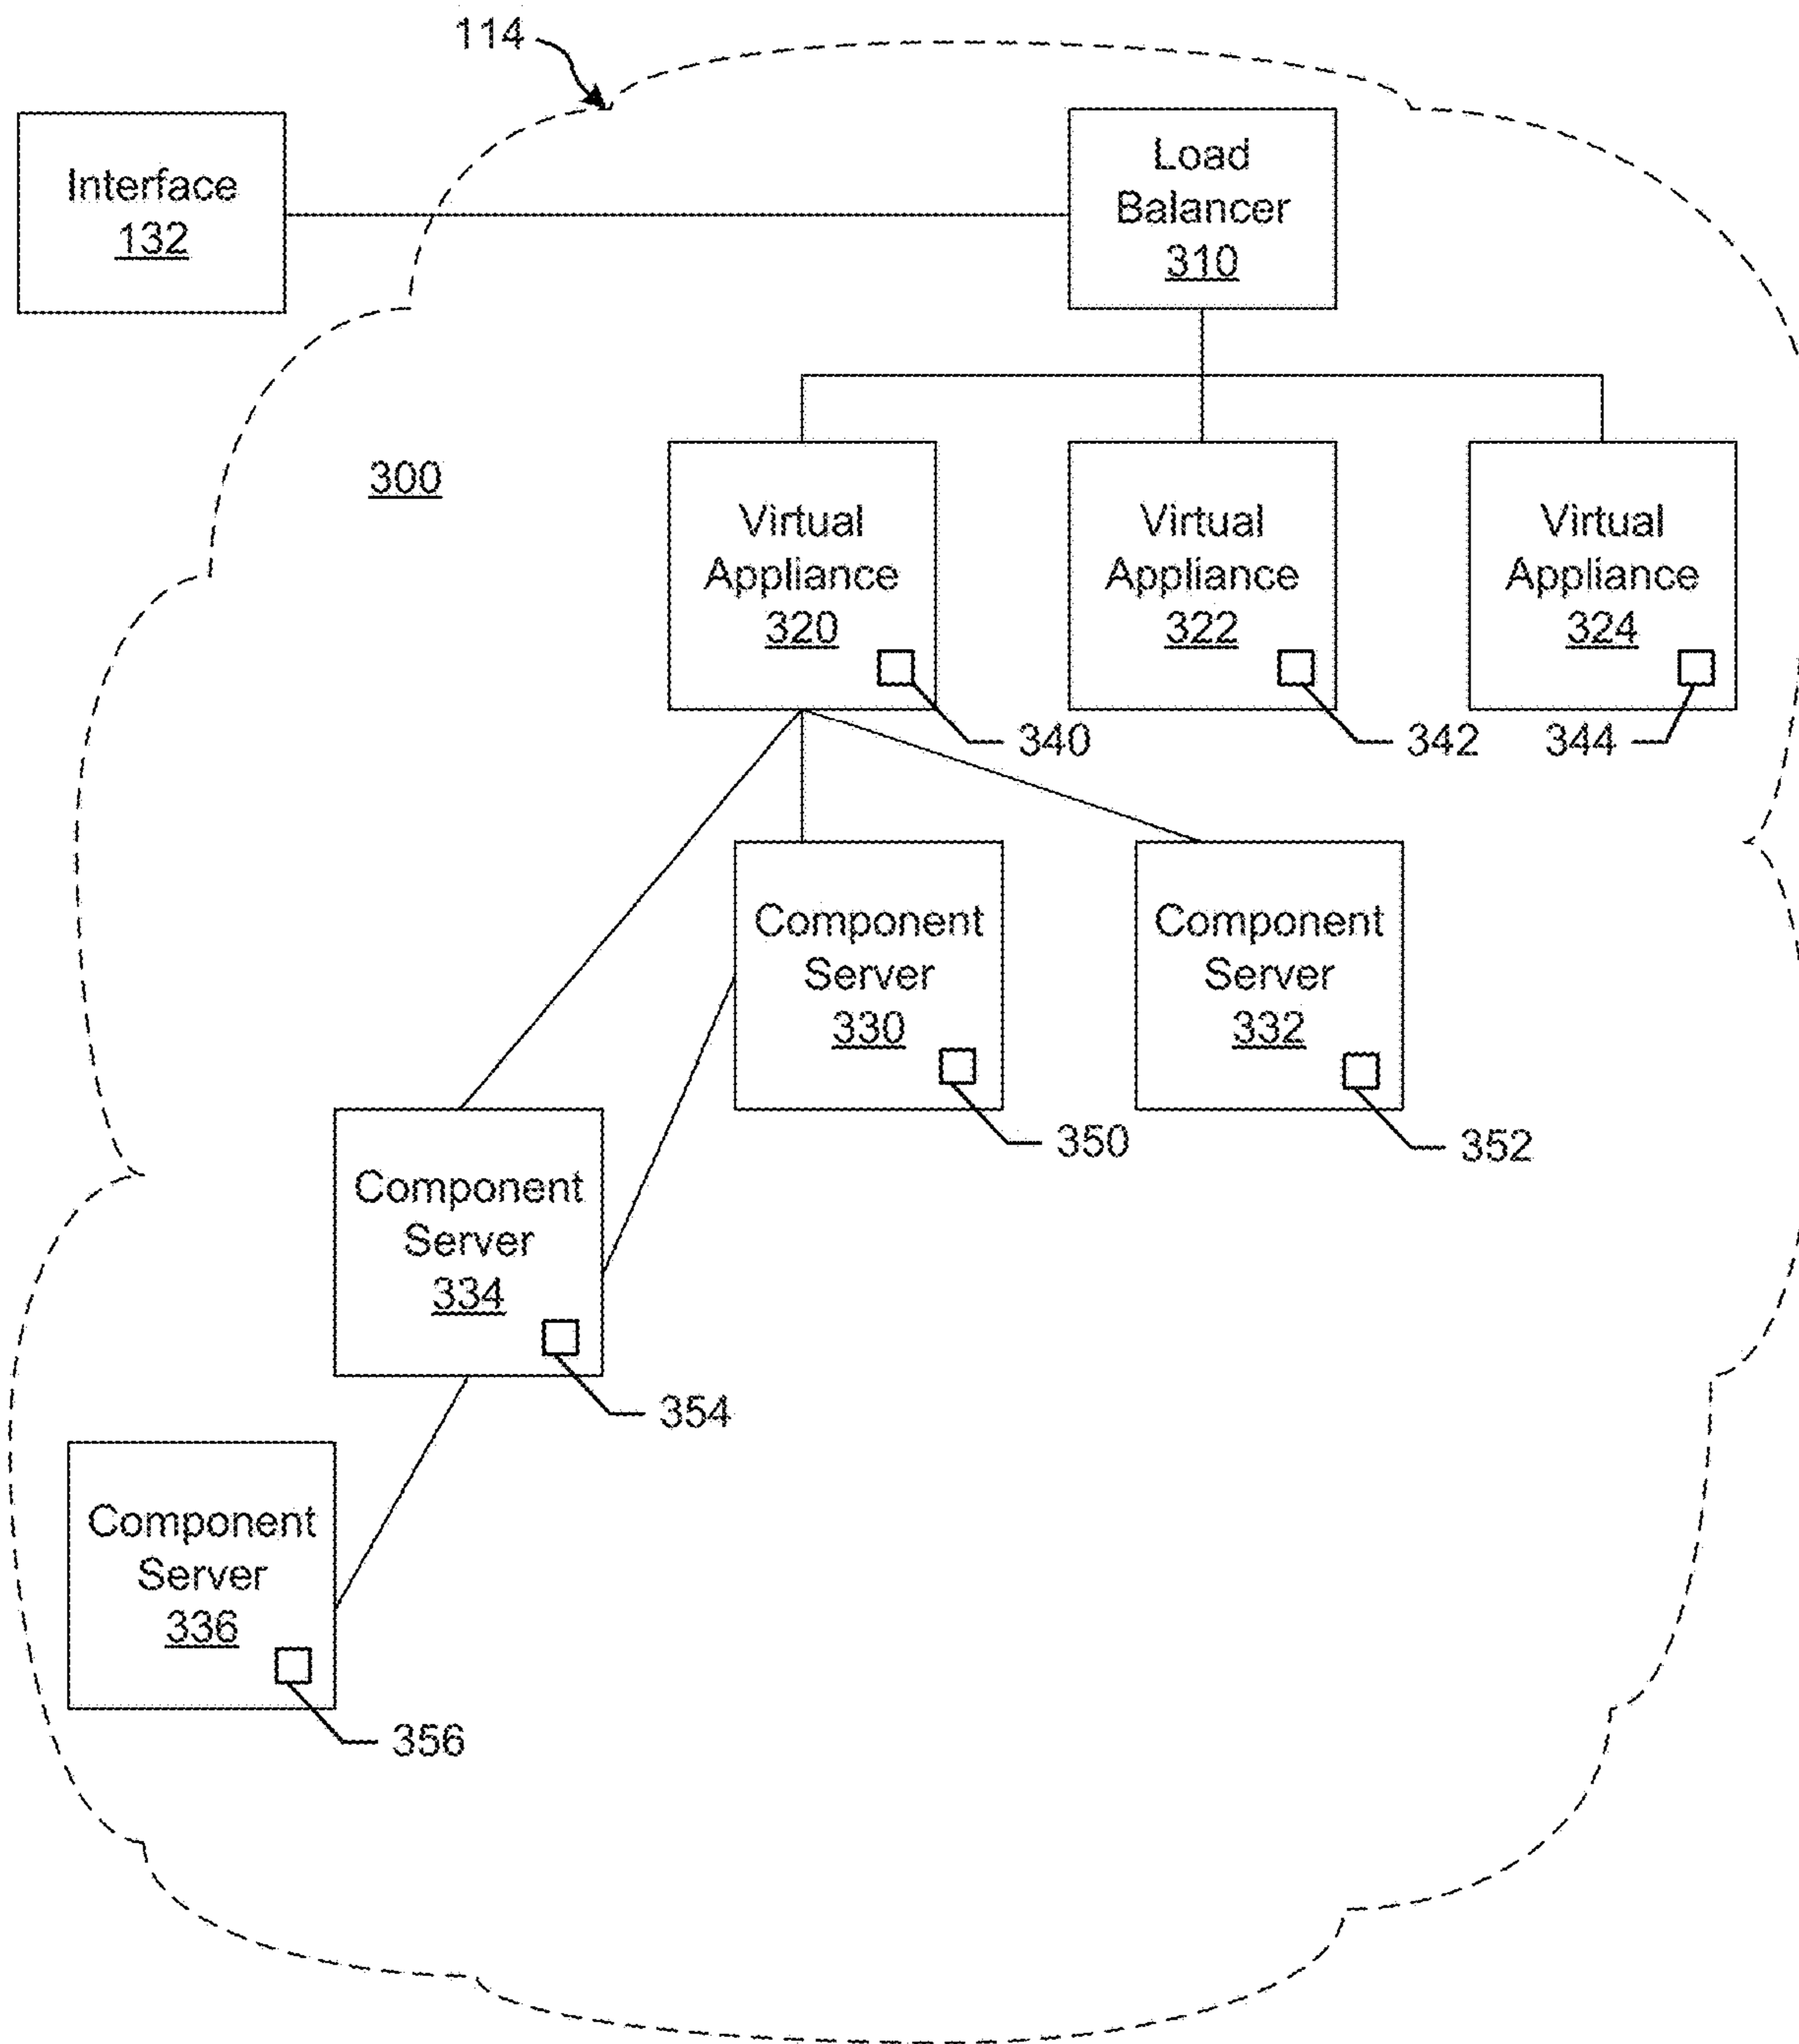 114
Interface
132
Load
Balancer
310
300
Virtual
Appliance
320
Virtual
Appliance
322
Virtual
Appliance
324
340
342
344
Component
Server
330
Component
Server
332
350
352
Component
Server
334
354
Component
Server
336
356